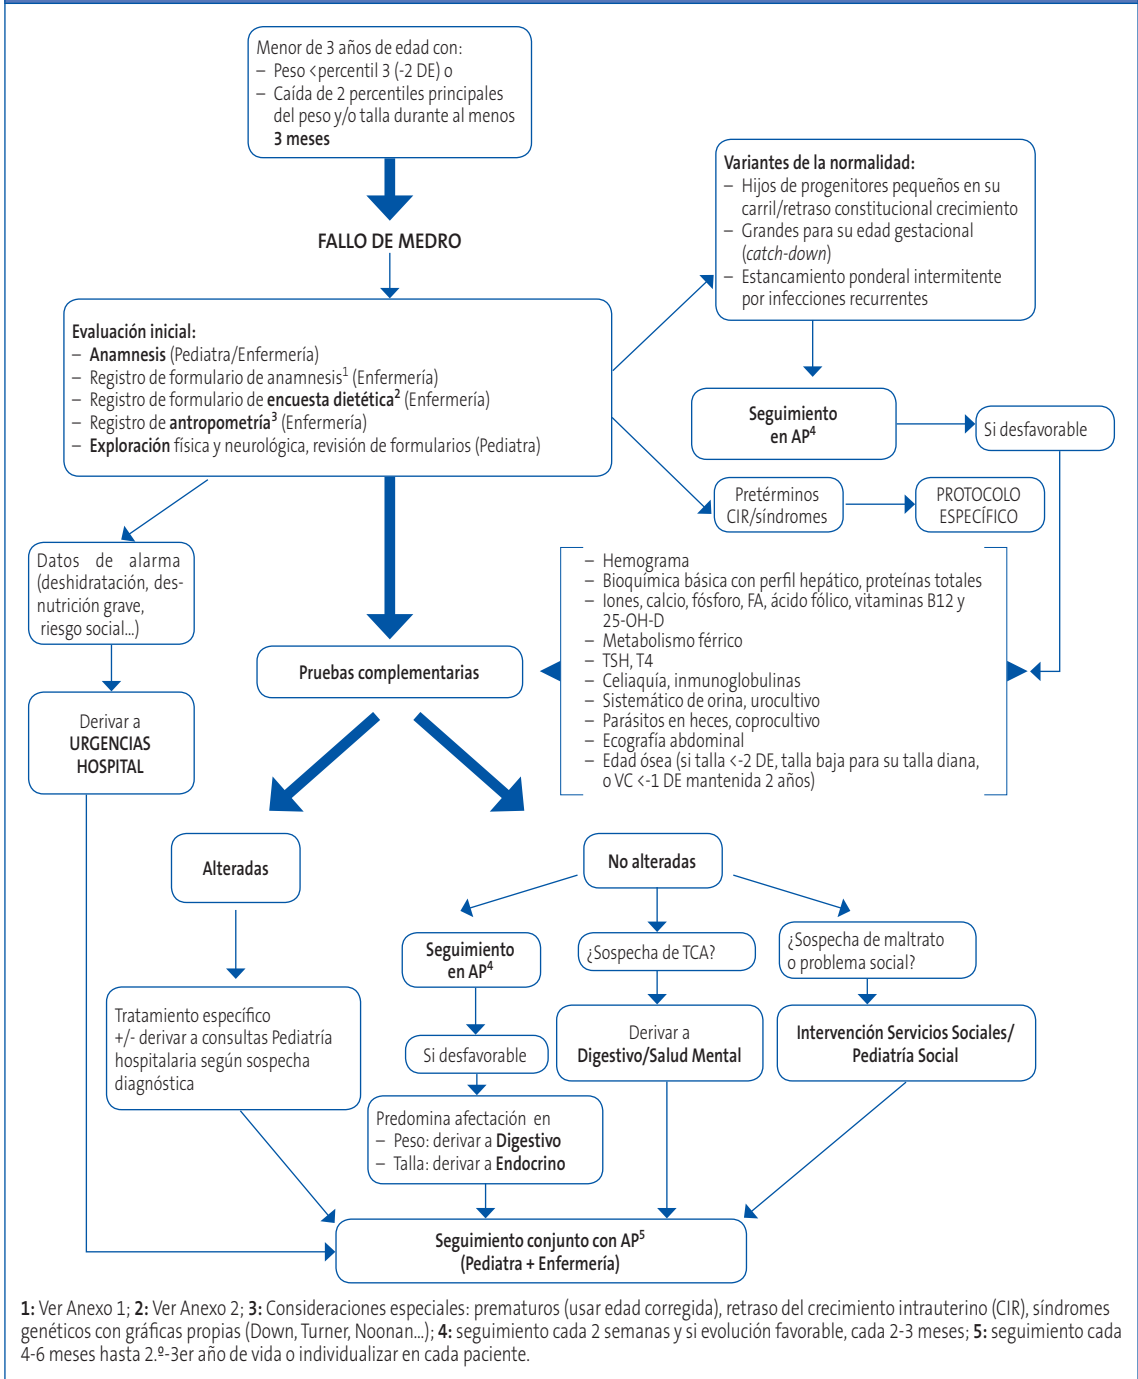 Menor de 3 años de edad con:
– Peso <percentil 3 (-2 DE) o
– Caída de 2 percentiles principales
del peso y/o talla durante al menos
3 meses
FALLO DE MEDRO
Variantes de la normalidad:
– Hijos de progenitores pequeños en su
carril/retraso constitucional crecimiento
– Grandes para su edad gestacional
(catch-down)
– Estancamiento ponderal intermitente
por infecciones recurrentes
Evaluación inicial:
– Anamnesis (Pediatra/Enfermería)
– Registro de formulario de anamnesis1 (Enfermería)
– Registro de formulario de encuesta dietética2 (Enfermería)
– Registro de antropometría3 (Enfermería)
– Exploración física y neurológica, revisión de formularios (Pediatra)
Seguimiento
en AP4
Si desfavorable
Pretérminos
CIR/síndromes
PROTOCOLO
ESPECÍFICO
Datos de alarma
(deshidratación, des-
nutrición grave,
riesgo social...)
Derivar a
URGENCIAS
HOSPITAL
Pruebas complementarias
– Hemograma
– Bioquímica básica con perfil hepático, proteínas totales
– Iones, calcio, fósforo, FA, ácido fólico, vitaminas B12 y
25-OH-D
– Metabolismo férrico
– TSH, T4
– Celiaquía, inmunoglobulinas
– Sistemático de orina, urocultivo
– Parásitos en heces, coprocultivo
– Ecografía abdominal
– Edad ósea (si talla <-2 DE, talla baja para su talla diana,
o VC <-1 DE mantenida 2 años)
Alteradas
No alteradas
Tratamiento específico
+/- derivar a consultas Pediatría
hospitalaria según sospecha
diagnóstica
Seguimiento
en AP4
Si desfavorable
Predomina afectación en
– Peso: derivar a Digestivo
– Talla: derivar a Endocrino
¿Sospecha de TCA?
Derivar a
Digestivo/Salud Mental
¿Sospecha de maltrato
o problema social?
Intervención Servicios Sociales/
Pediatría Social
Seguimiento conjunto con AP5
(Pediatra + Enfermería)
1: Ver Anexo 1; 2: Ver Anexo 2; 3: Consideraciones especiales: prematuros (usar edad corregida), retraso del crecimiento intrauterino (CIR), síndromes
genéticos con gráficas propias (Down, Turner, Noonan...); 4: seguimiento cada 2 semanas y si evolución favorable, cada 2-3 meses; 5: seguimiento cada
4-6 meses hasta 2.º-3er año de vida o individualizar en cada paciente.